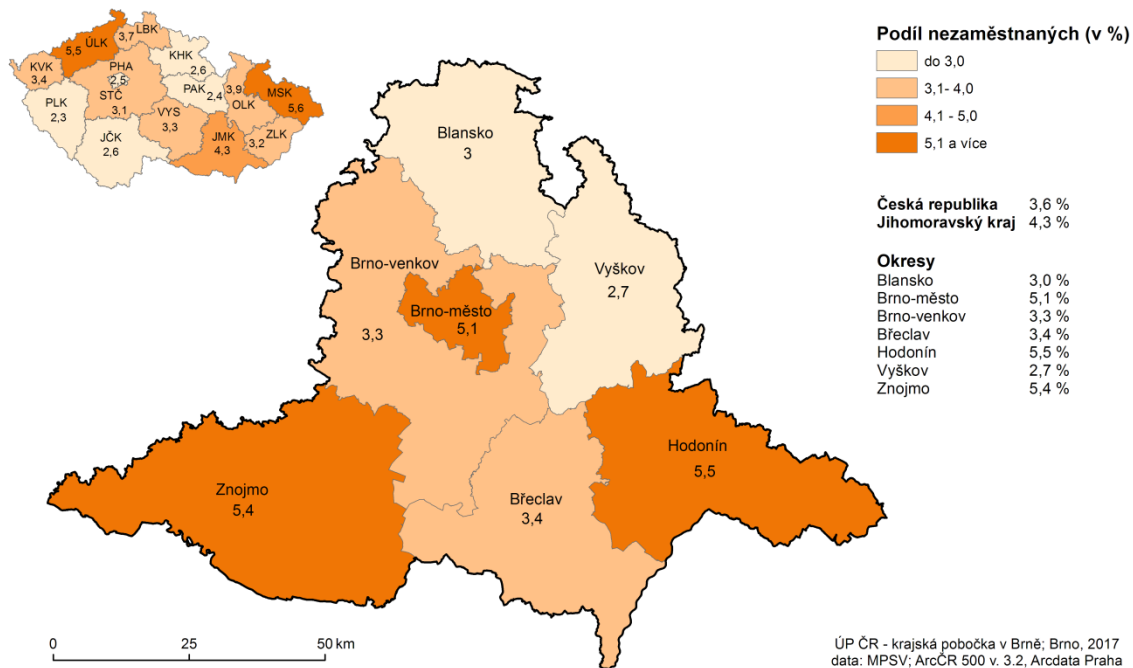 LBK
3,7
ÚLK
5,5
KVK
3,4
KHK
2,6
PHA
2,5
STČ
3,1
PAK
2,4
3,9
OLK
MSK
5,6
PLK
2,3
VYS
3,3
JČK
2,6
JMK
4,3
ZLK
3,2
Podíl nezaměstnaných (v %)
do 3,0
3,1- 4,0
4,1 - 5,0
5,1 a více
Česká republika 3,6 %
Jihomoravský kraj 4,3 %
Okresy
Blansko 3,0 %
Brno-město 5,1 %
Brno-venkov 3,3 %
Břeclav 3,4 %
Hodonín 5,5 %
Vyškov 2,7 %
Znojmo 5,4 %
Blansko
3
Brno-venkov
3,3
Vyškov
2,7
Brno-město
5,1
Hodonín
5,5
Znojmo
5,4
Břeclav
3,4
0 25 50 km
ÚP ČR - krajská pobočka v Brně; Brno, 2017
data: MPSV; ArcČR 500 v. 3.2, Arcdata Praha